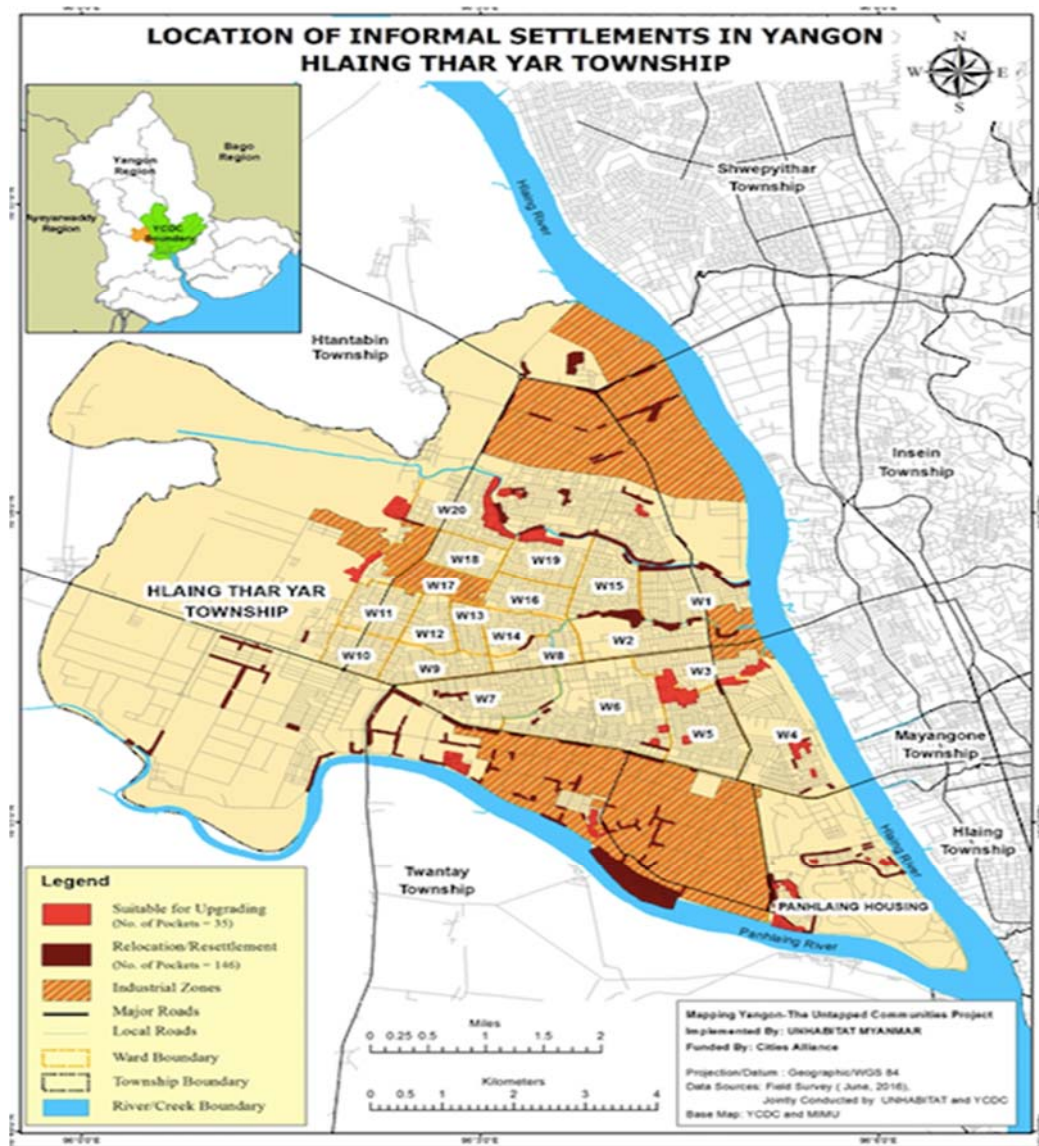 LOCATION OF INFORMAL SETTLEMENTS IN YANGON
HLAING THAR YAR TOWNSHIP
N
W
E
S
Bago
Region
Yangon
Region
Ayeyarwaddy
Region
YCDC
Boundary
Hlaing River
Shwepyithar
Township
Htantabin
Township
Insein
Township
W20
W18
W19
HLAING THAR YAR
TOWNSHIP
W17
W15
W16
W1
W11
W13
W12
W14
W2
W10
W9
W8
W3
W7
W6
W5
W4
Mayangone
Township
Hlaing River
Hlaing
Township
Twantay
Township
PANHLAING HOUSING
Panhlaing River
Legend
Suitable for Upgrading
(No. of Pockets = 35)
Relocation/Resettlement
(No. of Pockets = 146)
Industrial Zones
Major Roads
Local Roads
Ward Boundary
Township Boundary
River/Creek Boundary
Miles
0 0.25 0.5 1 1.5 2
Kilometers
0 0.5 1 2 3 4
Mapping Yangon-The Untapped Communities Project
Implemented By: UNHABITAT MYANMAR
Funded By: Cities Alliance
Projection/Datum : Geographic/WGS 84
Data Sources: Field Survey ( June, 2016),
Jointly Conducted by UNHABITAT and YCDC
Base Map: YCDC and MIMU